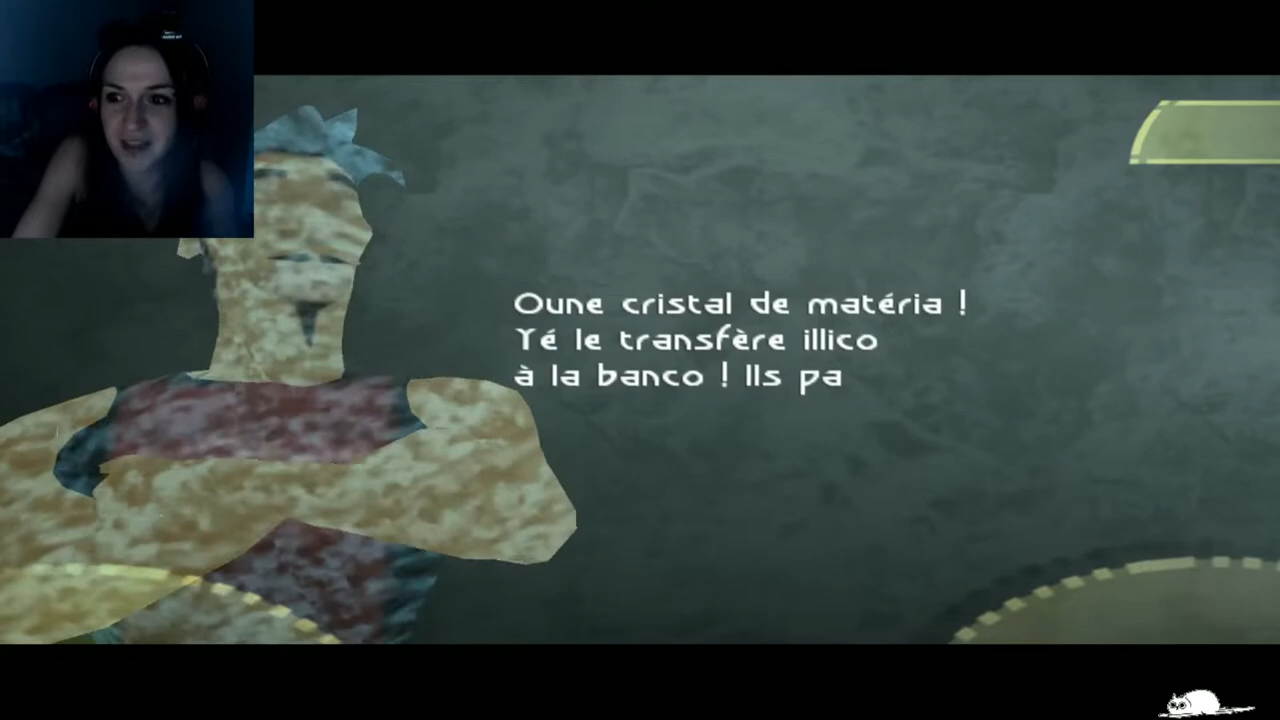 Oune cristal de matéria !
Yé le transfère illico
à la banco ! Ils pa